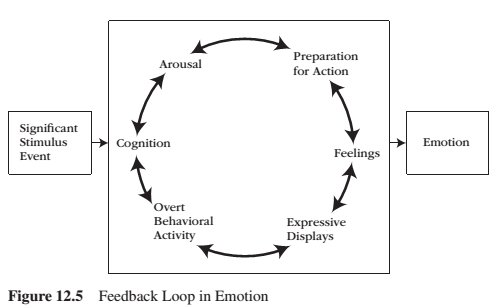 Arousal
Preparation
for Action
Significant
Stimulus
Event
Cognition
Feelings
Emotion
Overt
Behavioral
Activity
Expressive
Displays
Figure 12.5 Feedback Loop in Emotion